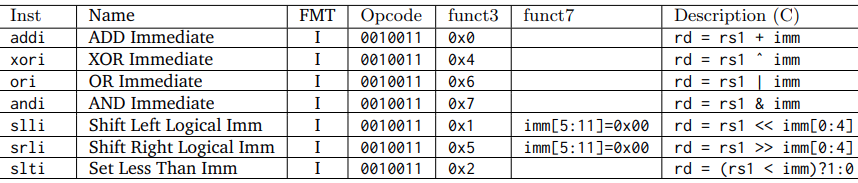 Inst Name FMT Opcode funct3 funct7 Description (C)
addi ADD Immediate I 0010011 0x0 rd = rs1 + imm
xori XOR Immediate I 0010011 0x4 rd = rs1 ˆ imm
ori OR Immediate I 0010011 0x6 rd = rs1 | imm
andi AND Immediate I 0010011 0x7 rd = rs1 & imm
slli Shift Left Logical Imm I 0010011 0x1 imm[5:11]=0x00 rd = rs1 << imm[0:4]
srli Shift Right Logical Imm I 0010011 0x5 imm[5:11]=0x00 rd = rs1 >> imm[0:4]
slti Set Less Than Imm I 0010011 0x2 rd = (rs1 < imm)?1:0